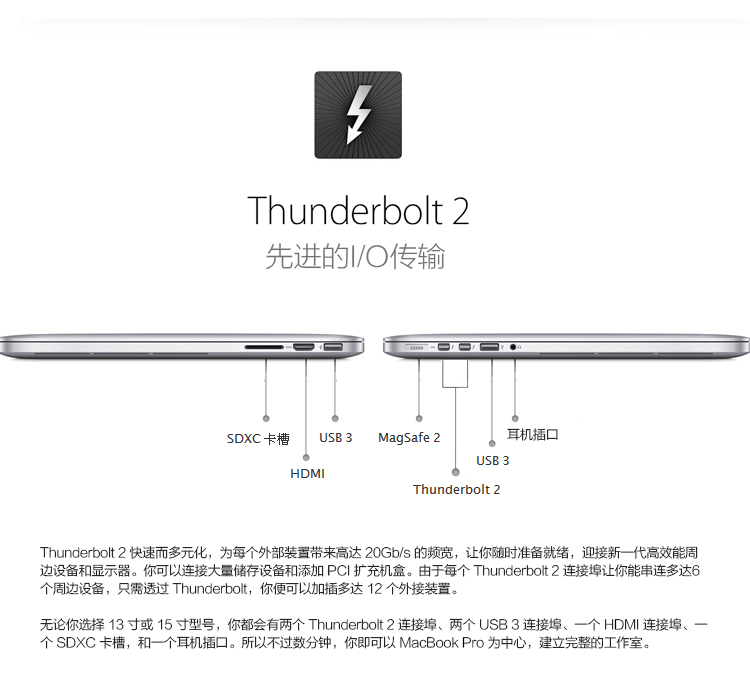 Thunderbolt 2
先进的I/O传输
SDXC 卡槽
USB 3
HDMI
MagSafe 2
耳机插口
USB 3
Thunderbolt 2
Thunderbolt 2 快速而多元化，为每个外部装置带来高达 20Gb/s 的频宽，让你随时准备就绪，迎接新一代高效能周
边设备和显示器。你可以连接大量储存设备和添加 PCI 扩充机盒。由于每个 Thunderbolt 2 连接埠让你能串连多达6
个周边设备，只需透过 Thunderbolt，你便可以加插多达 12 个外接装置。
无论你选择 13 寸或 15 寸型号，你都会有两个 Thunderbolt 2 连接埠、两个 USB 3 连接埠、一个 HDMI 连接埠、一
个 SDXC 卡槽，和一个耳机插口。所以不过数分钟，你即可以 MacBook Pro 为中心，建立完整的工作室。